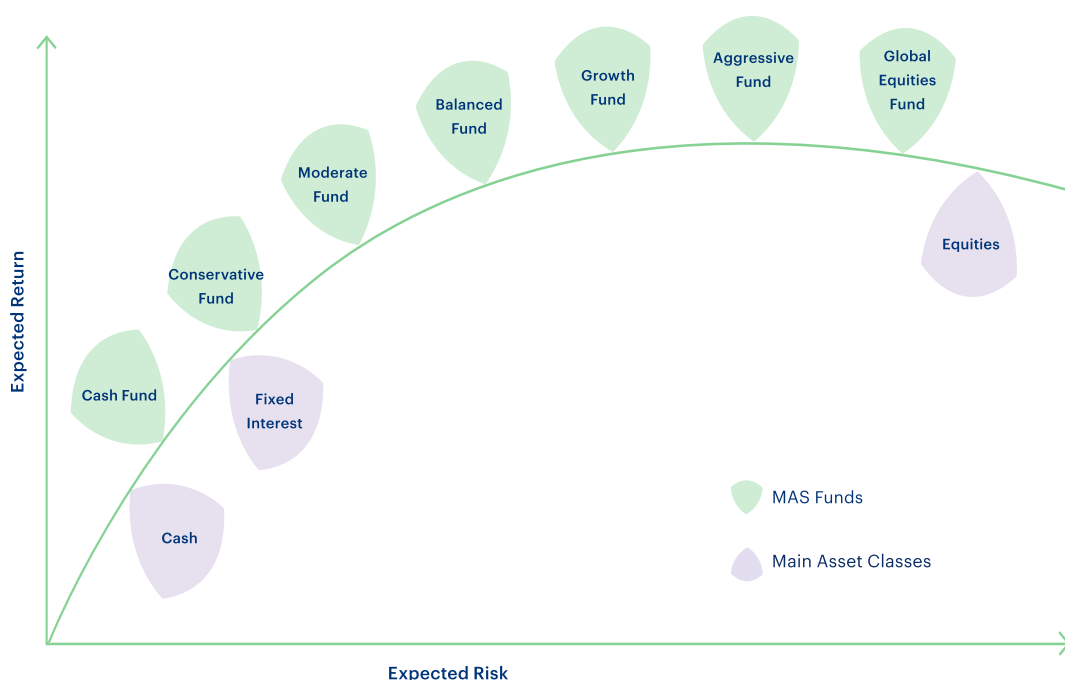 Expected Return
Cash Fund
Conservative
Fund
Moderate
Fund
Balanced
Fund
Growth
Fund
Aggressive
Fund
Global
Equities
Fund
Cash
Fixed
Interest
Equities
MAS Funds
Main Asset Classes
Expected Risk